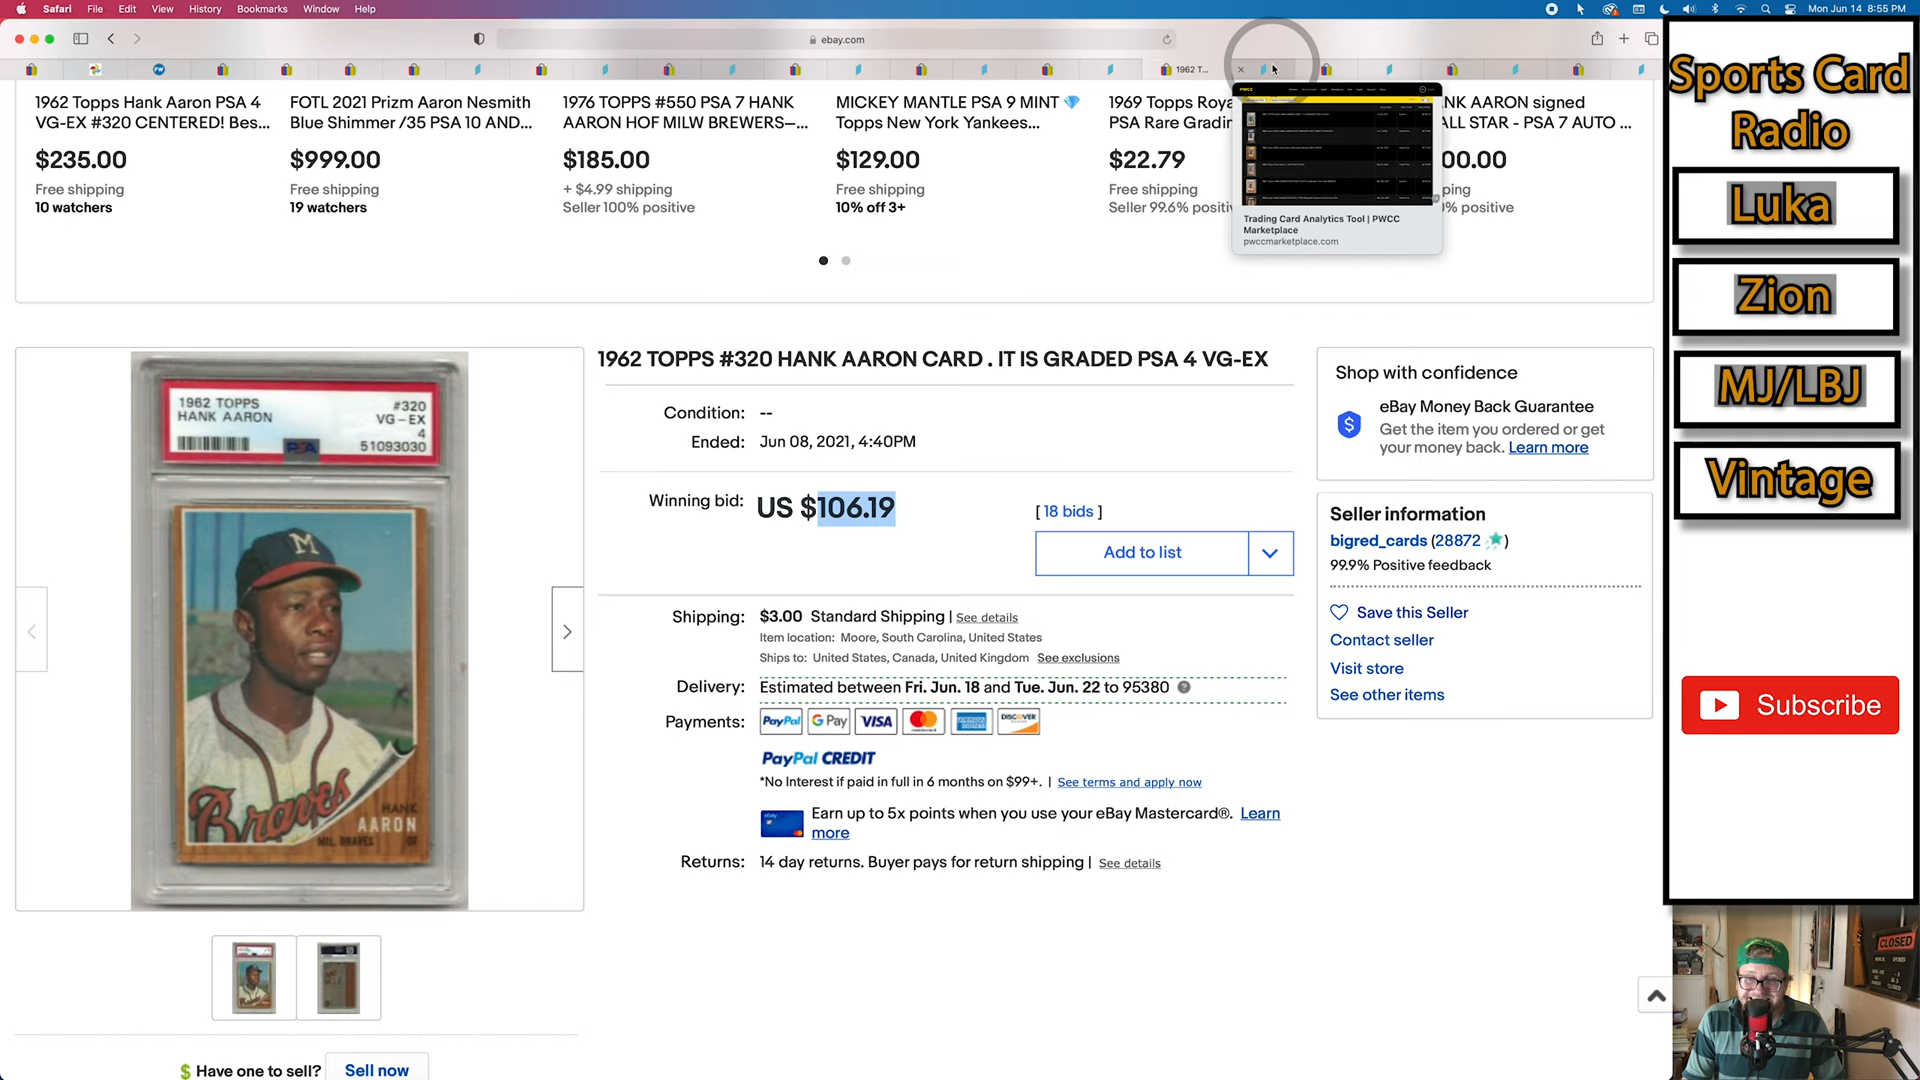 Safari File Edit View History Bookmarks Window Help
Mon Jun 14 8:55 PM
ebay.com
1962 T...
1962 Topps Hank Aaron PSA 4
VG-EX #320 CENTERED! Bes...
$235.00
Free shipping
10 watchers
FOTL 2021 Prizm Aaron Nesmith
Blue Shimmer /35 PSA 10 AND...
$999.00
Free shipping
19 watchers
1976 TOPPS #550 PSA 7 HANK
AARON HOF MILW BREWERS—...
$185.00
+ $4.99 shipping
Seller 100% positive
MICKEY MANTLE PSA 9 MINT 💎
Topps New York Yankees...
$129.00
Free shipping
10% off 3+
1969 Topps Roya
PSA Rare Gradin
$22.79
Free shipping
Seller 99.6% positiv
NK AARON signed
ALL STAR - PSA 7 AUTO ...
00.00
ping
% positive
PWCC
Trading Card Analytics Tool | PWCC
Marketplace
pwccmarketplace.com
1962 TOPPS #320 HANK AARON CARD . IT IS GRADED PSA 4 VG-EX
Condition: --
Ended: Jun 08, 2021, 4:40PM
Winning bid: US $106.19 [ 18 bids ]
Add to list
Shipping: $3.00 Standard Shipping | See details
Item location: Moore, South Carolina, United States
Ships to: United States, Canada, United Kingdom See exclusions
Delivery: Estimated between Fri. Jun. 18 and Tue. Jun. 22 to 95380
Payments: PayPal G Pay VISA mastercard AMERICAN EXPRESS DISCOVER
PayPal CREDIT
*No Interest if paid in full in 6 months on $99+. | See terms and apply now
ebay
Earn up to 5x points when you use your eBay Mastercard®. Learn
more
Returns: 14 day returns. Buyer pays for return shipping | See details
Shop with confidence
eBay Money Back Guarantee
Get the item you ordered or get
your money back. Learn more
Seller information
bigred_cards (28872 )
99.9% Positive feedback
Save this Seller
Contact seller
Visit store
See other items
1962 TOPPS #320
HANK AARON VG-EX
4
PSA 51093030
M
Braves
HANK
AARON
MIL. BRAVES OF
$ Have one to sell? Sell now
Sports Card
Radio
Luka
Zion
MJ/LBJ
Vintage
Subscribe
CLOSED